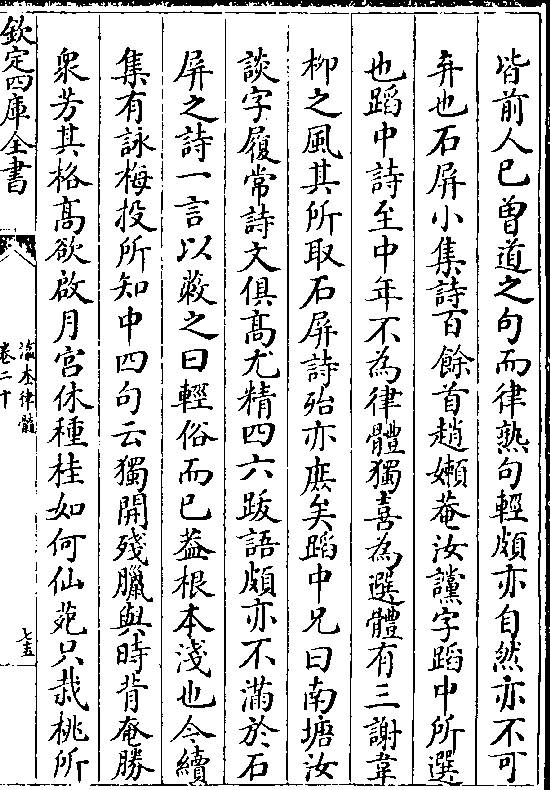 皆前人已曾道之句而律熟句輕頗亦自然亦不可
弃也石屏小集詩百餘首趙嬾菴汝讜字蹈中所選
也蹈中詩至中年不為律體獨喜為選體有三謝韋
柳之風其所取石屏詩殆亦庶矣蹈中兄曰南塘汝
談字履常詩文俱髙尤精四六跋語頗亦不滿於石
屏之詩一言以蔽之曰輕俗而已葢根本淺也今續
集有詠梅投所知中四句云獨開殘臘與時背奄勝
衆芳其格髙欲啟月宫休種桂如何仙苑只栽桃所
欽定四庫全書
瀛奎律髓
卷二十
七五